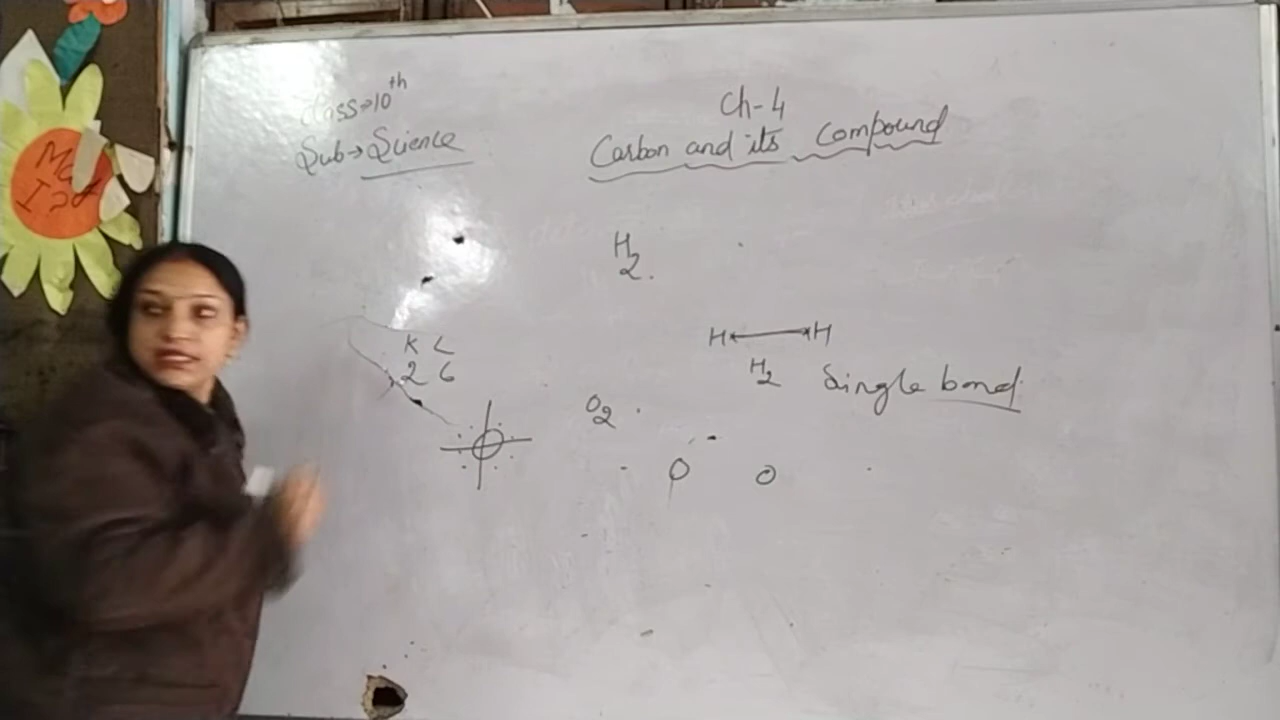 Class→10th
Sub→Science
Ch-4
Carbon and its Compound
H2.
H H
H2 Single bond
K L
2 6
O2.
O O